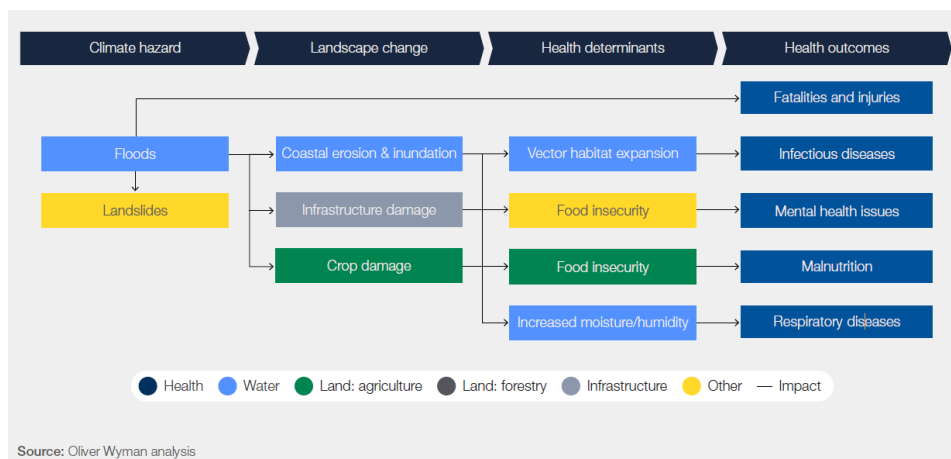 Climate hazard
Landscape change
Health determinants
Health outcomes
Fatalities and injuries
Floods
Coastal erosion & inundation
Vector habitat expansion
Infectious diseases
Landslides
Infrastructure damage
Food insecurity
Mental health issues
Crop damage
Food insecurity
Malnutrition
Increased moisture/humidity
Respiratory diseases
Health
Water
Land: agriculture
Land: forestry
Infrastructure
Other
Impact
Source: Oliver Wyman analysis